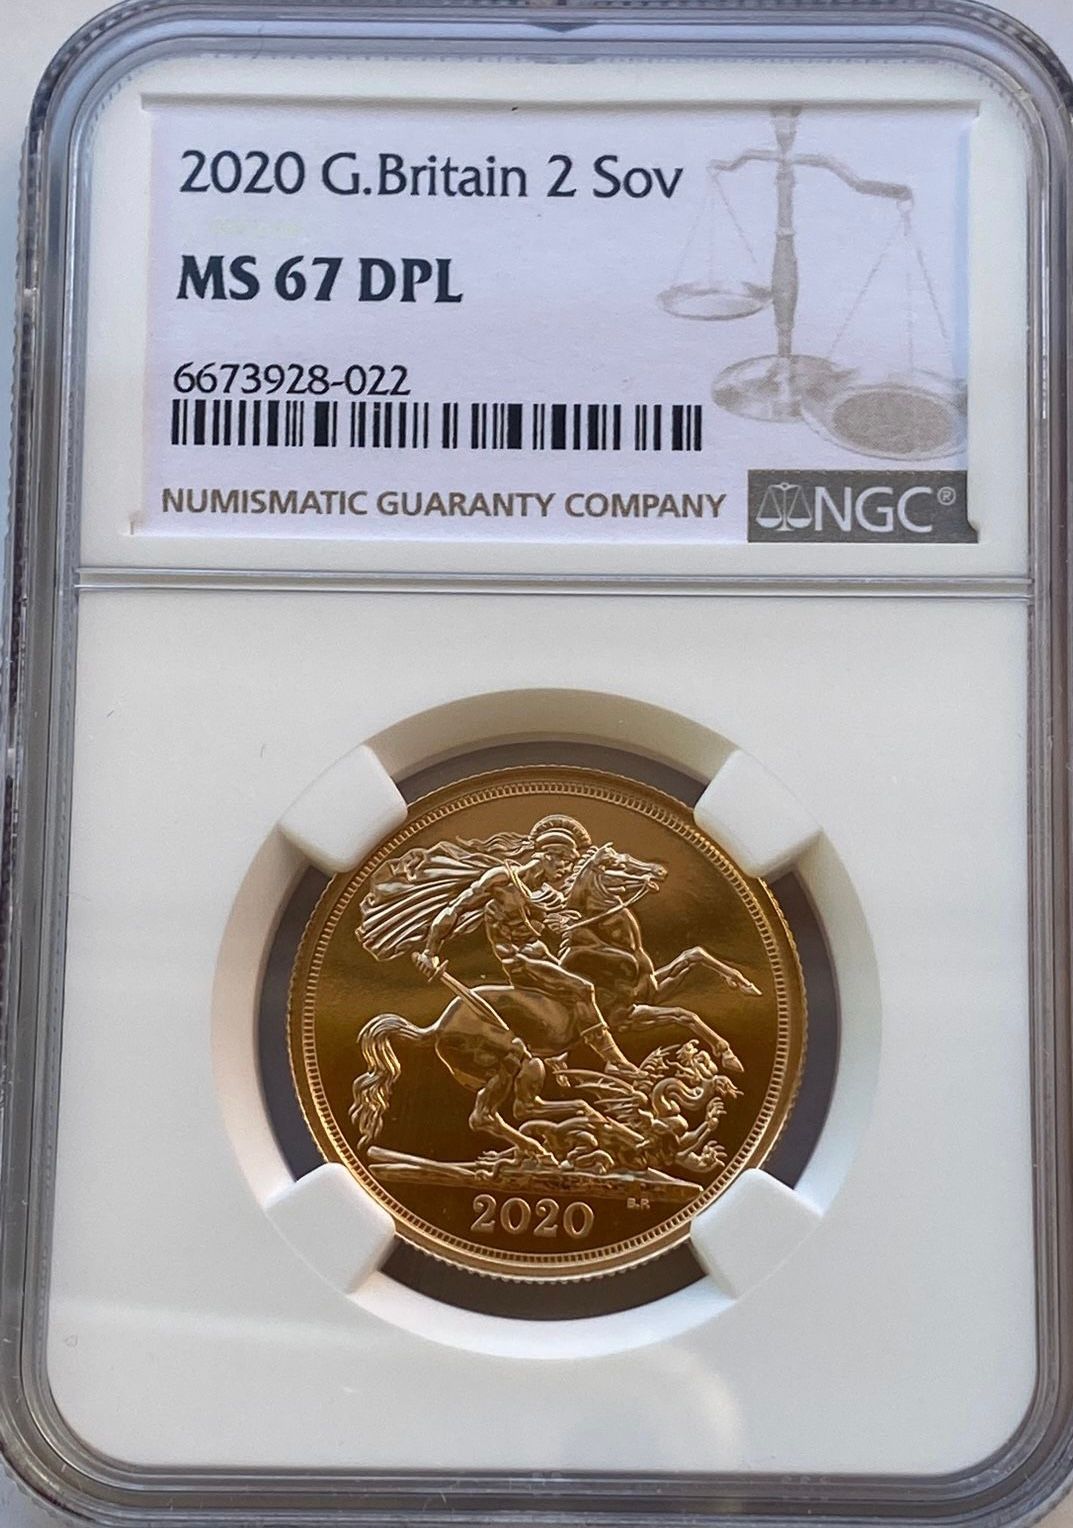 2020 G.Britain 2 Sov
MS 67 DPL
6673928-022
NUMISMATIC GUARANTY COMPANY
NGC®
B.P.
2020